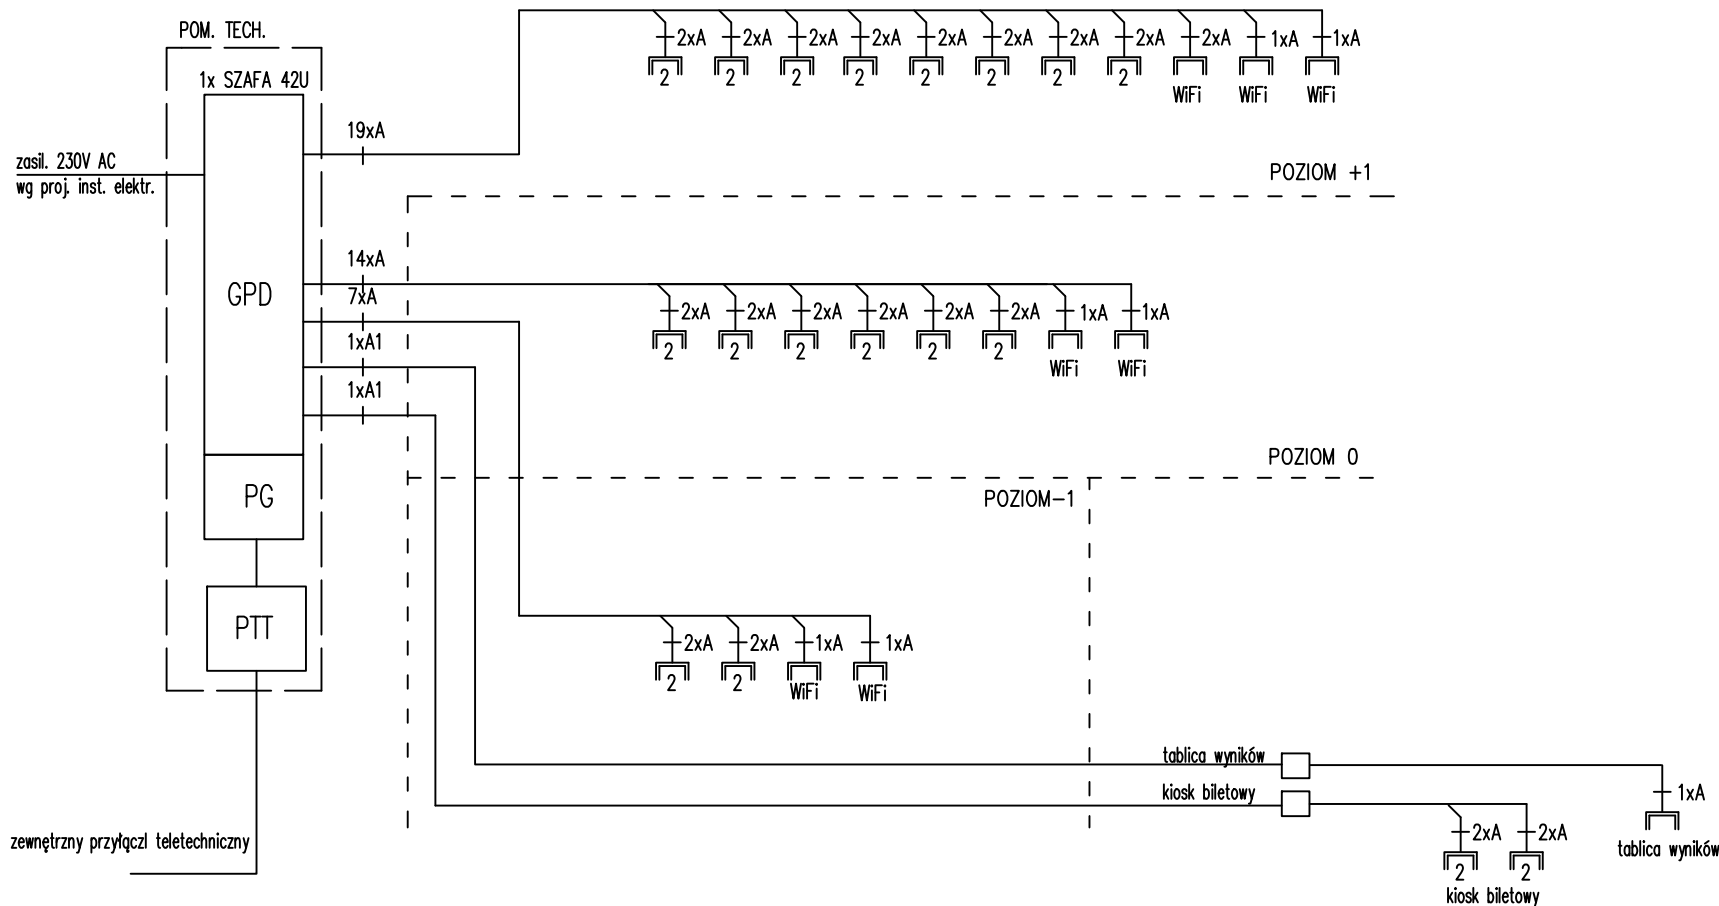 POM. TECH.
1x SZAFA 42U
zasil. 230V AC
wg proj. inst. elektr.
GPD
PG
PTT
zewnętrzny przyłączl teletechniczny
19xA
2xA 2xA 2xA 2xA 2xA 2xA 2xA 2xA 2xA 1xA 1xA
2 2 2 2 2 2 2 2
WiFi WiFi WiFi
POZIOM +1
14xA
7xA
1xA1
1xA1
2xA 2xA 2xA 2xA 2xA 2xA 1xA 1xA
2 2 2 2 2 2
WiFi WiFi
POZIOM 0
POZIOM-1
2xA 2xA 1xA 1xA
2 2 WiFi WiFi
tablica wyników
kiosk biletowy
1xA
tablica wyników
2xA 2xA
2 2
kiosk biletowy